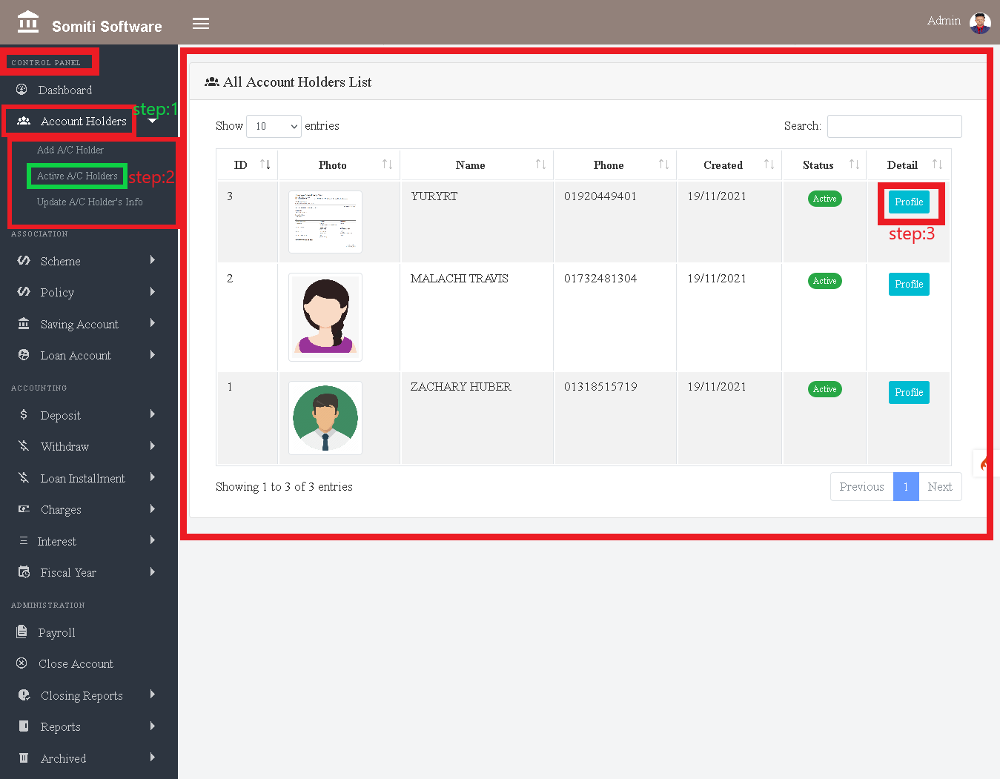 Somiti Software
Admin
CONTROL PANEL
Dashboard
step:1
Account Holders
Add A/C Holder
Active A/C Holders
step:2
Update A/C Holder's Info
ASSOCIATION
Scheme
Policy
Saving Account
Loan Account
ACCOUNTING
Deposit
Withdraw
Loan Installment
Charges
Interest
Fiscal Year
ADMINISTRATION
Payroll
Close Account
Closing Reports
Reports
Archived
All Account Holders List
Show 10 entries Search:
ID Photo Name Phone Created Status Detail
3 YURYRT 01920449401 19/11/2021 Active Profile
step:3
2 MALACHI TRAVIS 01732481304 19/11/2021 Active Profile
1 ZACHARY HUBER 01318515719 19/11/2021 Active Profile
Showing 1 to 3 of 3 entries Previous 1 Next